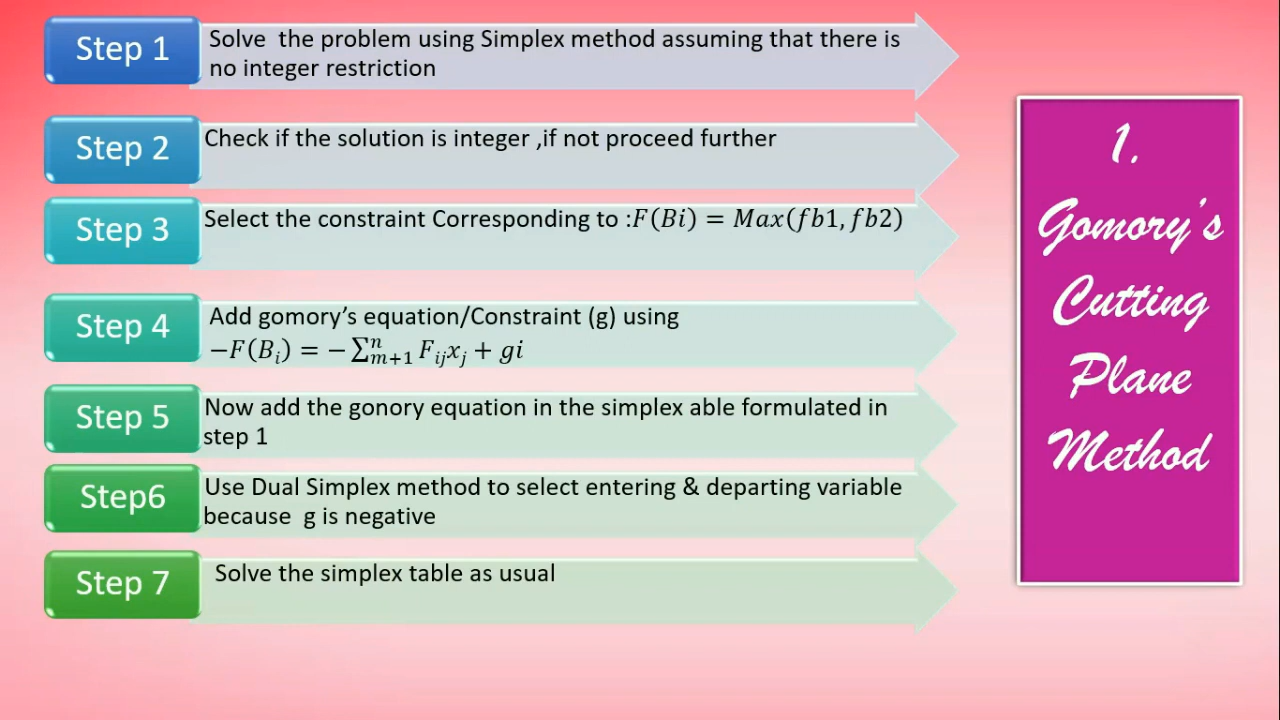 Step 1
Solve the problem using Simplex method assuming that there is
no integer restriction
Step 2
Check if the solution is integer ,if not proceed further
Step 3
Select the constraint Corresponding to :F(Bi) = Max(fb1, fb2)
Step 4
Add gomory’s equation/Constraint (g) using
−F(B_i) = − ∑_{m+1}^{n} F_{ij}x_j + gi
Step 5
Now add the gonory equation in the simplex able formulated in
step 1
Step6
Use Dual Simplex method to select entering & departing variable
because g is negative
Step 7
Solve the simplex table as usual
1.
Gomory’s
Cutting
Plane
Method